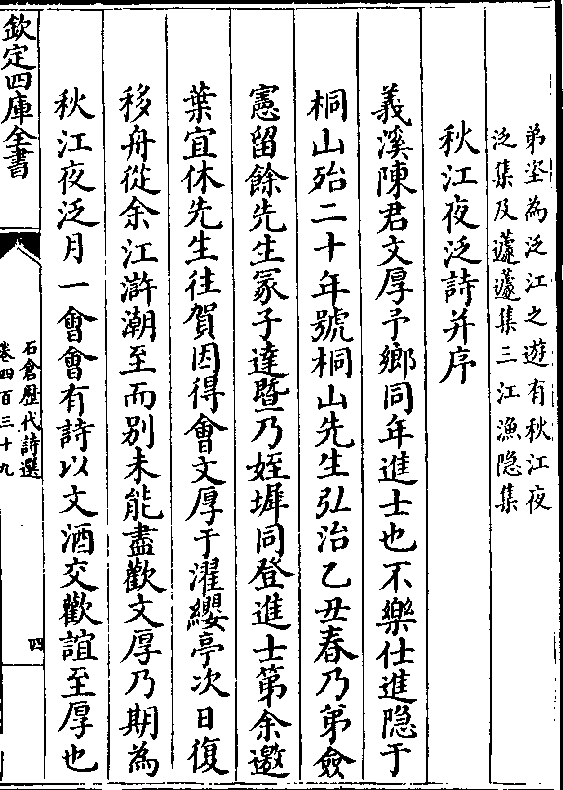 弟姪為泛江之遊有秋江夜
泛集及蘧蘧集三江漁隐集
秋江夜泛詩并序
義溪陳君文厚予鄉同年進士也不樂仕進隐于
桐山殆二十年號桐山先生弘治乙丑春乃弟僉
憲留餘先生冢子達暨乃姪墀同登進士第余邀
葉宜休先生往賀因得會文厚于濯纓亭次日復
移舟從余江滸潮至而别未能盡歡文厚乃期為
秋江夜泛月一會會有詩以文酒交歡誼至厚也
欽定四庫全書
石倉歷代詩選
卷四百三十九
四